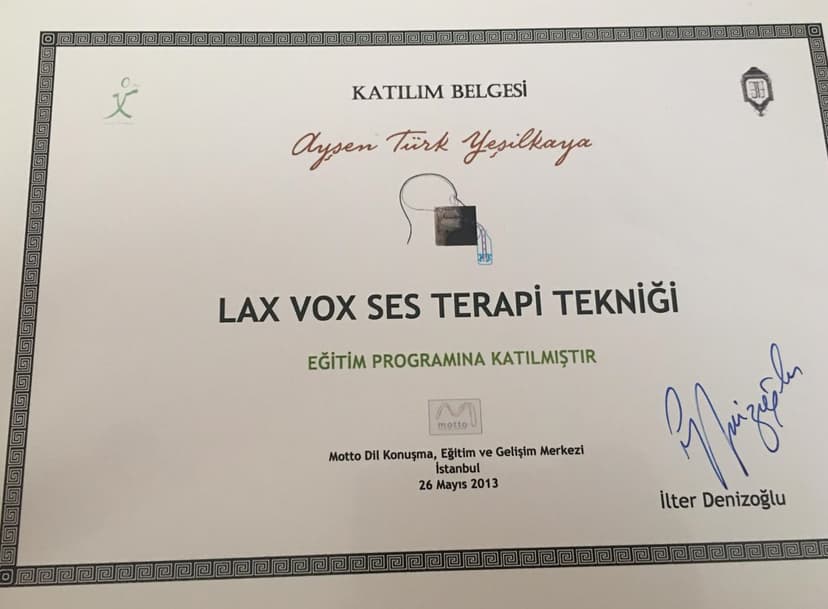 KATILIM BELGESİ
Ayşen Türk Yeşilkaya
LAX VOX SES TERAPİ TEKNİĞİ
EĞİTİM PROGRAMINA KATILMIŞTIR
motto
Motto Dil Konuşma, Eğitim ve Gelişim Merkezi
İstanbul
26 Mayıs 2013
İlter Denizoğlu